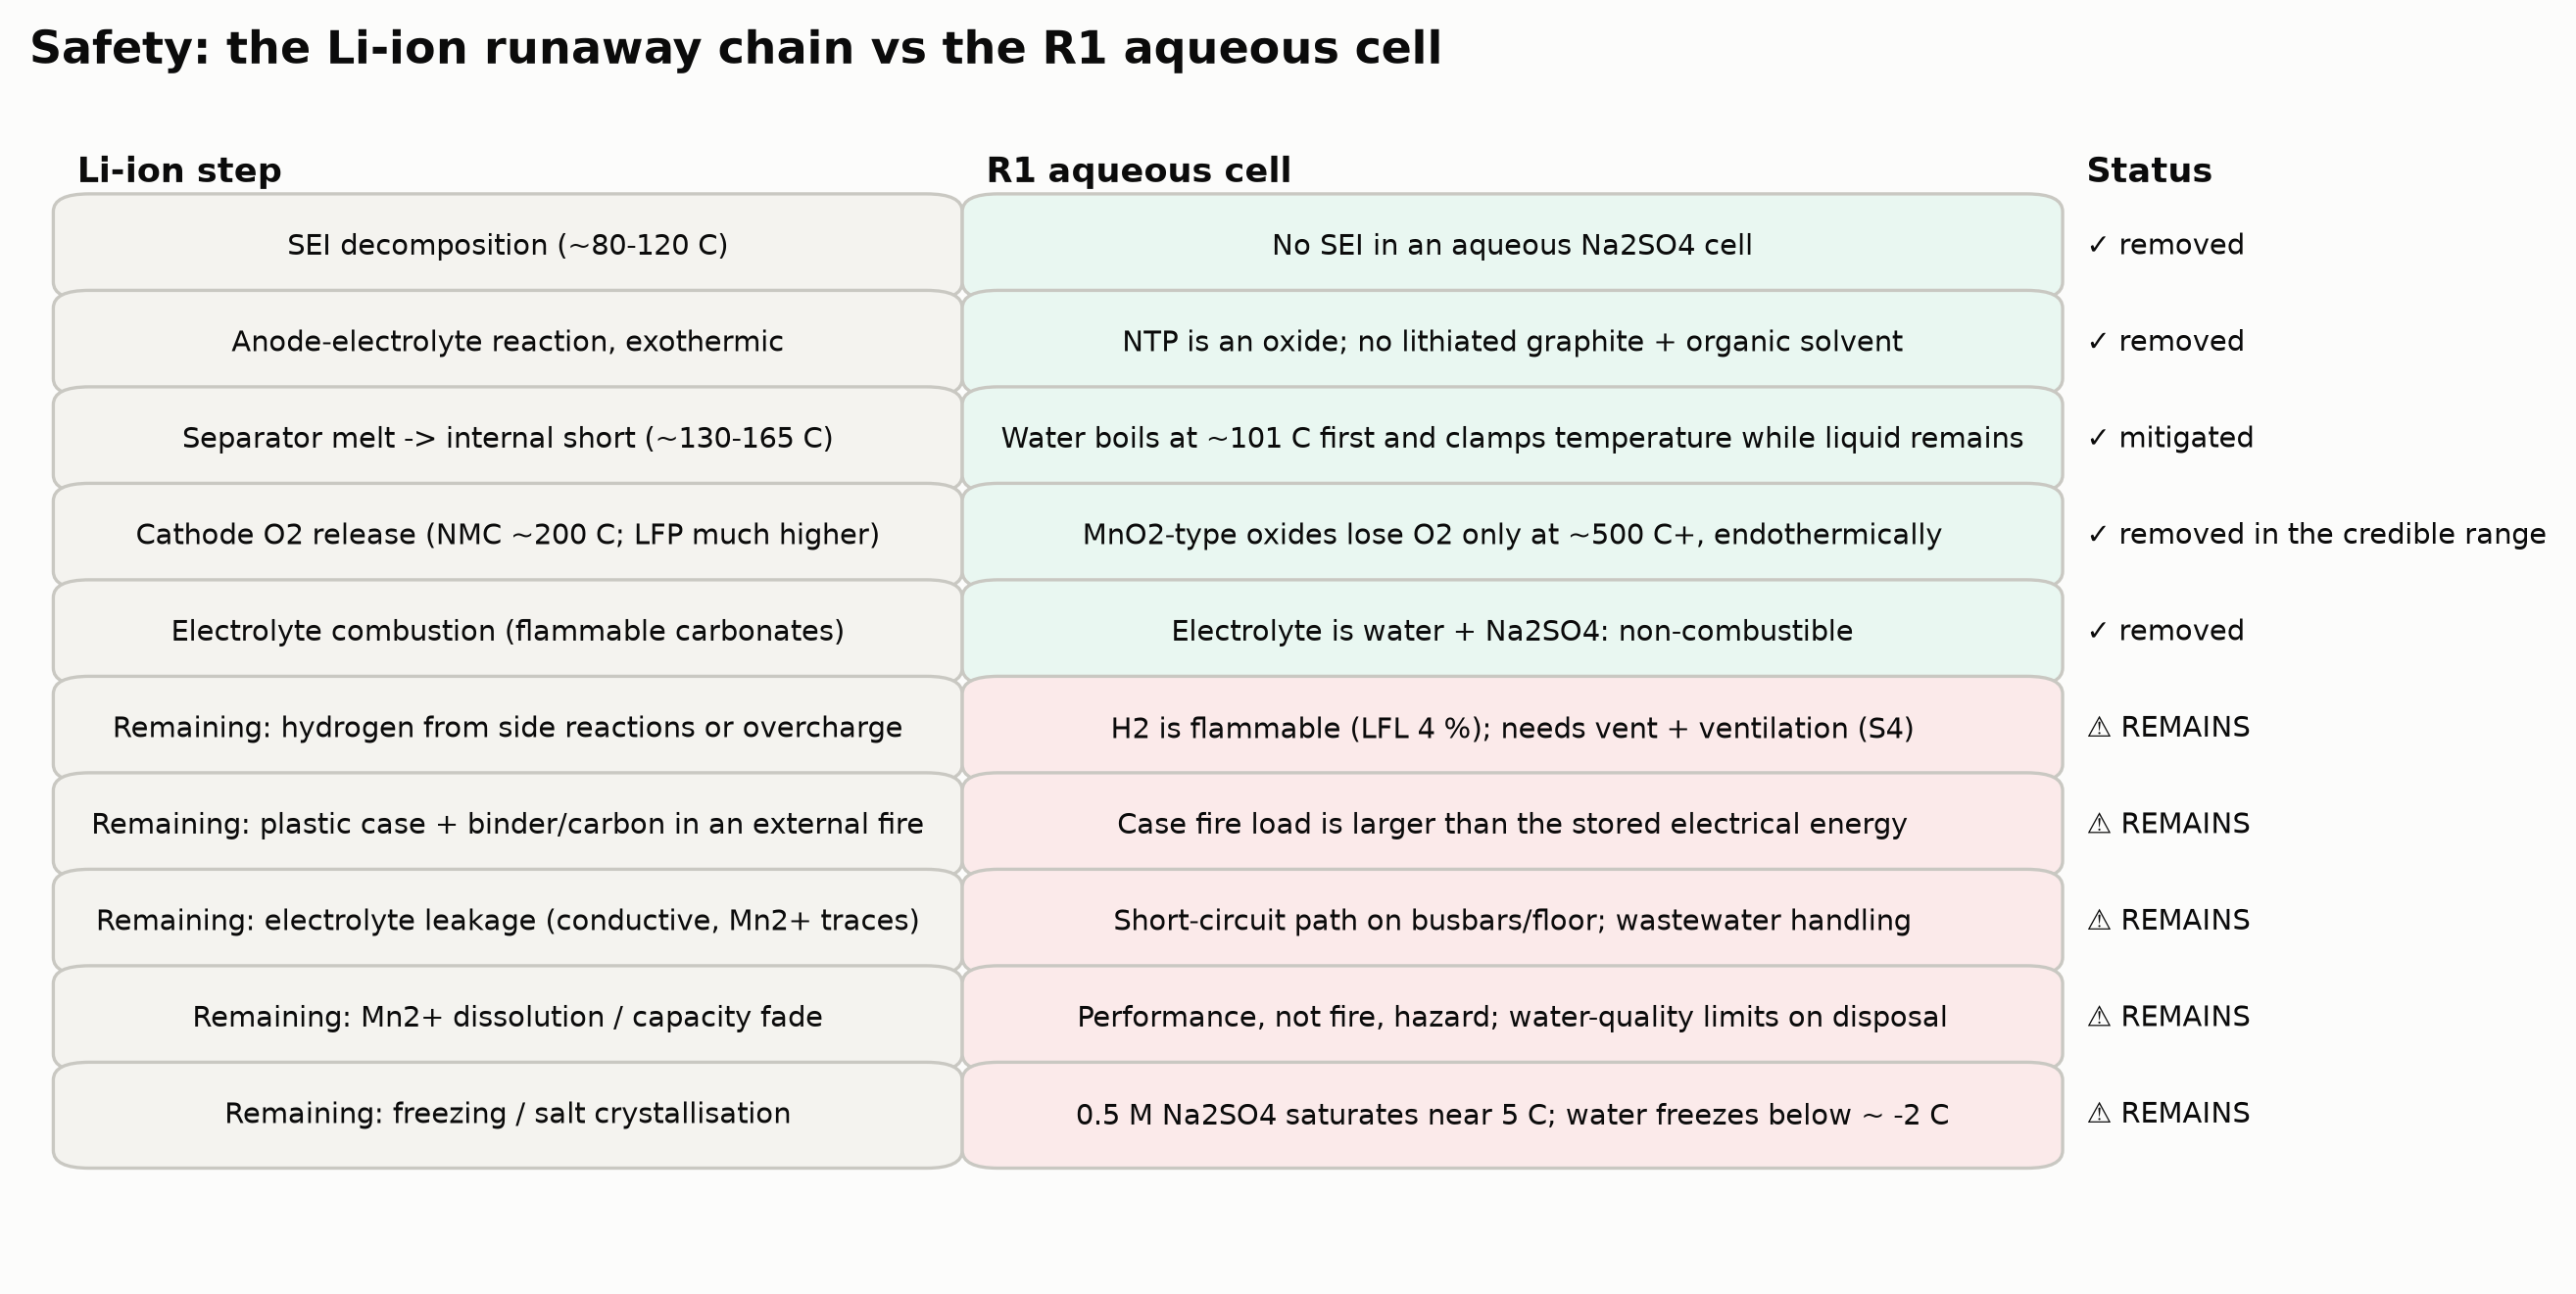 Safety: the Li-ion runaway chain vs the R1 aqueous cell
Li-ion step
R1 aqueous cell
Status
SEI decomposition (~80-120 C)
No SEI in an aqueous Na2SO4 cell
✓ removed
Anode-electrolyte reaction, exothermic
NTP is an oxide; no lithiated graphite + organic solvent
✓ removed
Separator melt -> internal short (~130-165 C)
Water boils at ~101 C first and clamps temperature while liquid remains
✓ mitigated
Cathode O2 release (NMC ~200 C; LFP much higher)
MnO2-type oxides lose O2 only at ~500 C+, endothermically
✓ removed in the credible range
Electrolyte combustion (flammable carbonates)
Electrolyte is water + Na2SO4: non-combustible
✓ removed
Remaining: hydrogen from side reactions or overcharge
H2 is flammable (LFL 4 %); needs vent + ventilation (S4)
⚠ REMAINS
Remaining: plastic case + binder/carbon in an external fire
Case fire load is larger than the stored electrical energy
⚠ REMAINS
Remaining: electrolyte leakage (conductive, Mn2+ traces)
Short-circuit path on busbars/floor; wastewater handling
⚠ REMAINS
Remaining: Mn2+ dissolution / capacity fade
Performance, not fire, hazard; water-quality limits on disposal
⚠ REMAINS
Remaining: freezing / salt crystallisation
0.5 M Na2SO4 saturates near 5 C; water freezes below ~ -2 C
⚠ REMAINS